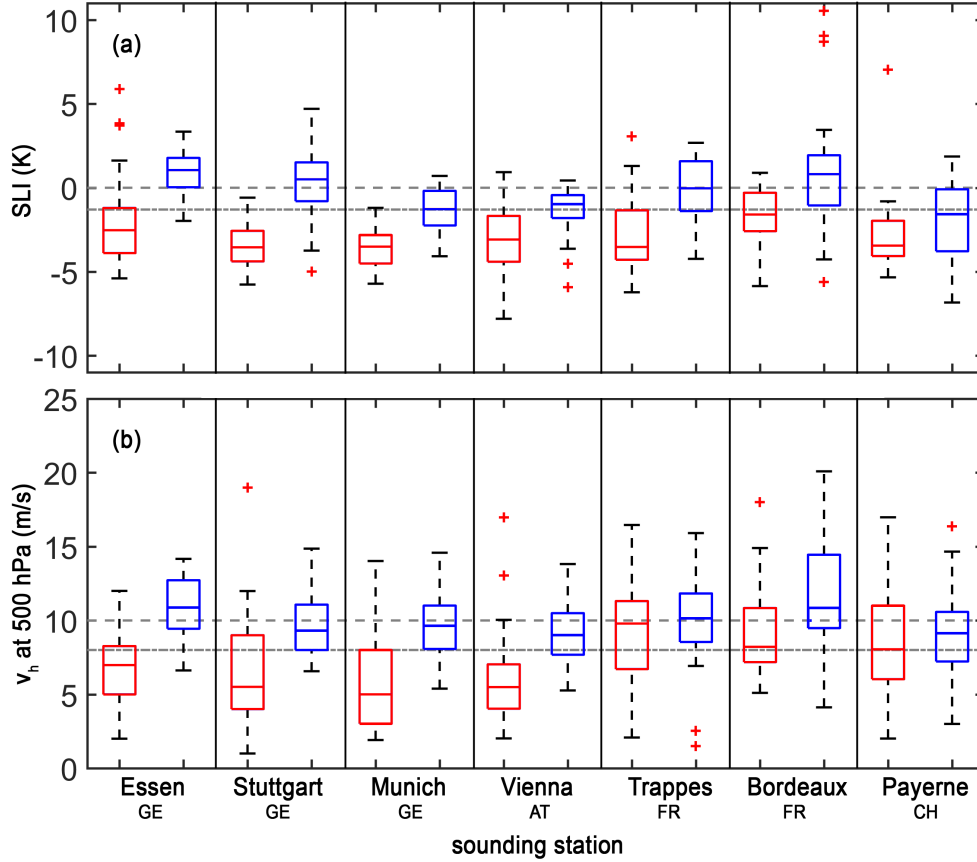 10
(a)
5
0
-5
-10
SLI (K)
25
(b)
20
15
10
5
0
v_h at 500 hPa (m/s)
Essen Stuttgart Munich Vienna Trappes Bordeaux Payerne
GE GE GE AT FR FR CH
sounding station